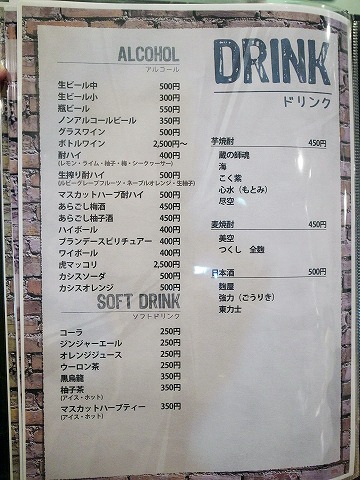 ALCOHOL
アルコール
生ビール中 500円
生ビール小 300円
瓶ビール 550円
ノンアルコールビール 350円
グラスワイン 500円
ボトルワイン 2,500円〜
酎ハイ 400円
(レモン・ライム・柚子・梅・シークヮーサー)
生搾り酎ハイ 500円
(ルビーグレープフルーツ・ネーブルオレンジ・生柚子)
マスカットハーブ酎ハイ 500円
あらごし梅酒 450円
あらごし柚子酒 450円
ハイボール 400円
ブランデースピリチュアー 400円
ワイボール 400円
虎マッコリ 2,500円
カシスソーダ 500円
カシスオレンジ 500円
SOFT DRINK
ソフトドリンク
コーラ 250円
ジンジャーエール 250円
オレンジジュース 250円
ウーロン茶 250円
黒烏龍 350円
柚子茶 350円
(アイス・ホット)
マスカットハーブティー 350円
(アイス・ホット)
DRINK
ドリンク
芋焼酎 450円
蔵の師魂
海
こく紫
心水（もとみ）
尽空
麦焼酎 450円
美空
つくし 全麹
日本酒 500円
麹屋
強力（ごうりき）
東力士